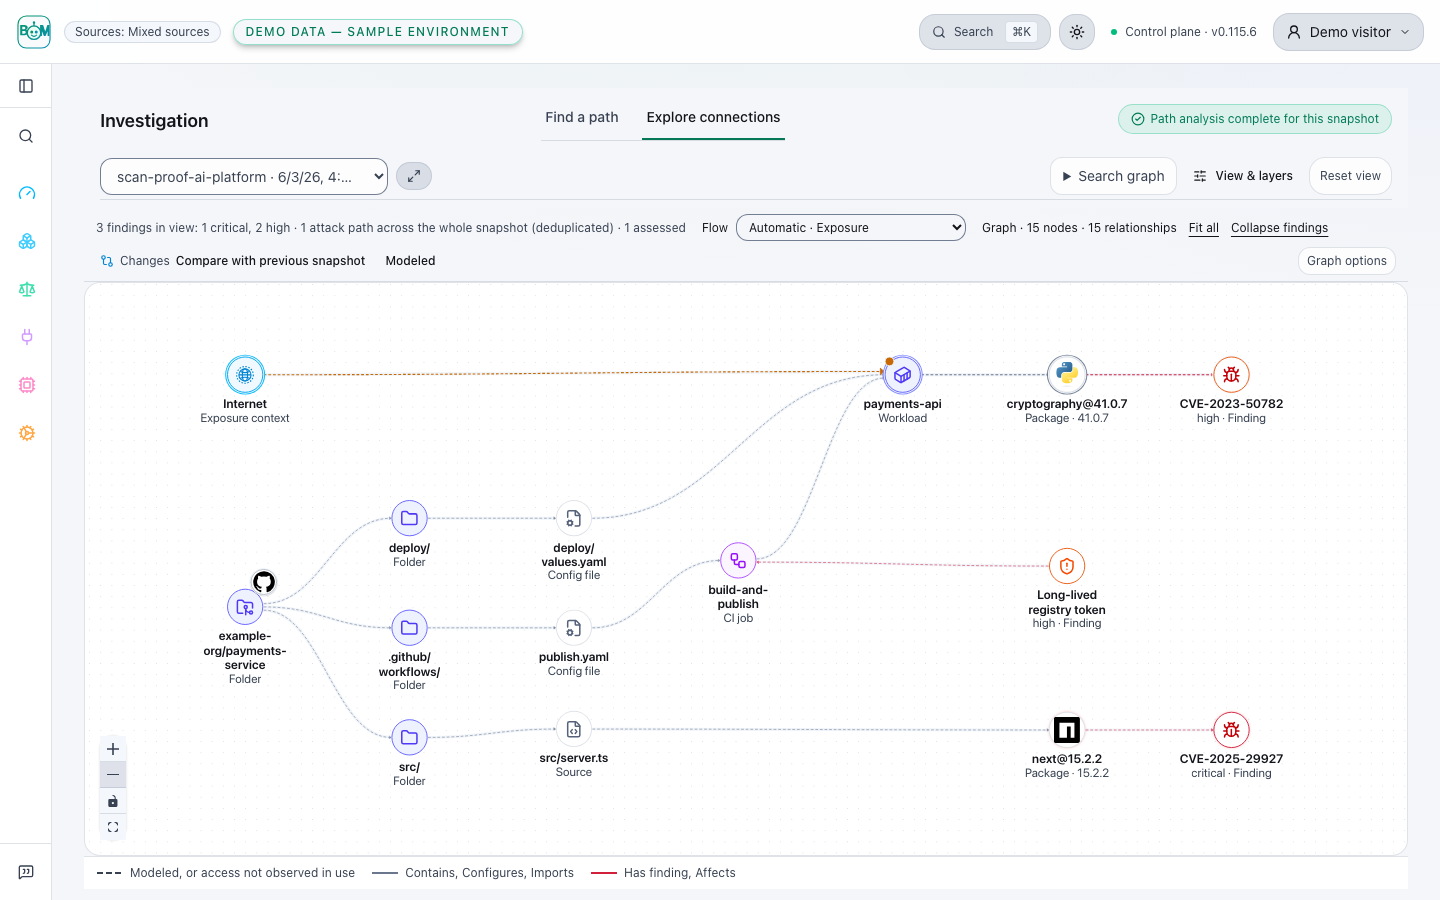 BOM
Sources: Mixed sources
DEMO DATA — SAMPLE ENVIRONMENT
Search ⌘K
Control plane · v0.115.6
Demo visitor
Investigation
Find a path
Explore connections
Path analysis complete for this snapshot
scan-proof-ai-platform · 6/3/26, 4:...
Search graph
View & layers
Reset view
3 findings in view: 1 critical, 2 high · 1 attack path across the whole snapshot (deduplicated) · 1 assessed
Flow
Automatic · Exposure
Graph · 15 nodes · 15 relationships
Fit all
Collapse findings
Changes
Compare with previous snapshot
Modeled
Graph options
Internet
Exposure context
payments-api
Workload
cryptography@41.0.7
Package · 41.0.7
CVE-2023-50782
high · Finding
deploy/
Folder
deploy/
values.yaml
Config file
build-and-
publish
CI job
Long-lived
registry token
high · Finding
example-
org/payments-
service
Folder
.github/
workflows/
Folder
publish.yaml
Config file
src/
Folder
src/server.ts
Source
next@15.2.2
Package · 15.2.2
CVE-2025-29927
critical · Finding
Modeled, or access not observed in use
Contains, Configures, Imports
Has finding, Affects